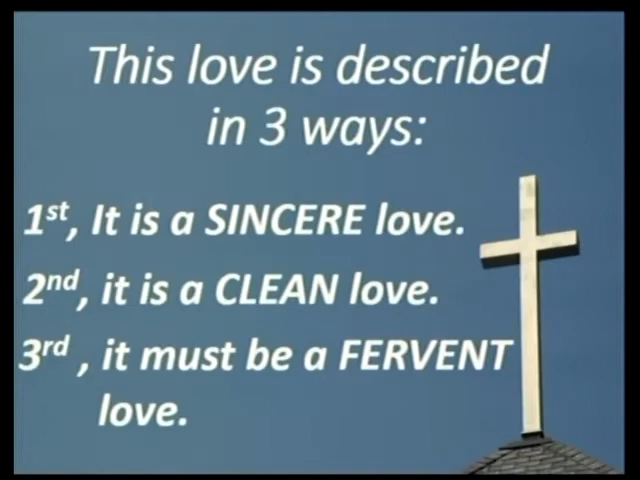 This love is described
in 3 ways:
1st, It is a SINCERE love.
2nd, it is a CLEAN love.
3rd , it must be a FERVENT
love.